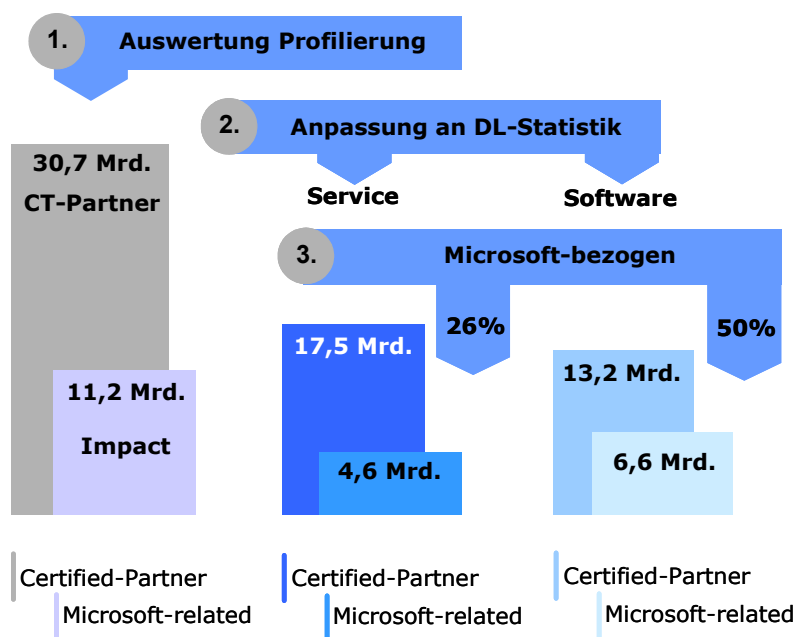 1.
Auswertung Profilierung
2.
Anpassung an DL-Statistik
30,7 Mrd.
CT-Partner
Service
Software
3.
Microsoft-bezogen
26%
50%
17,5 Mrd.
13,2 Mrd.
11,2 Mrd.
Impact
4,6 Mrd.
6,6 Mrd.
Certified-Partner
Microsoft-related
Certified-Partner
Microsoft-related
Certified-Partner
Microsoft-related